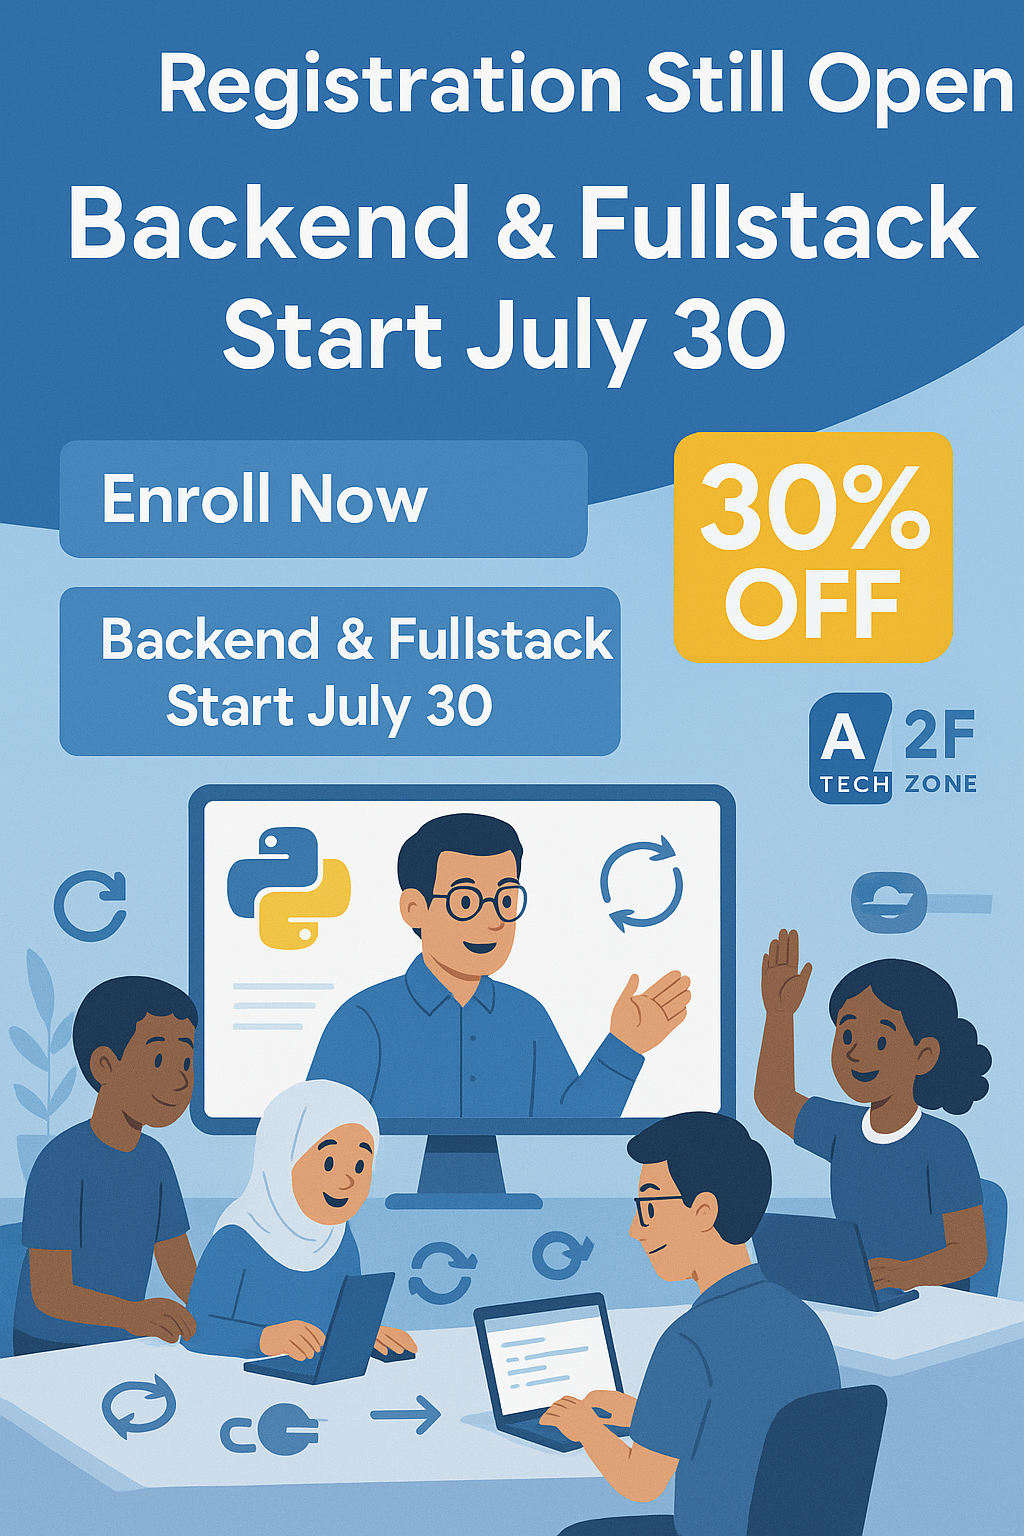 Registration Still Open
Backend & Fullstack
Start July 30
Enroll Now
30%
OFF
Backend & Fullstack
Start July 30
A 2F
TECH ZONE